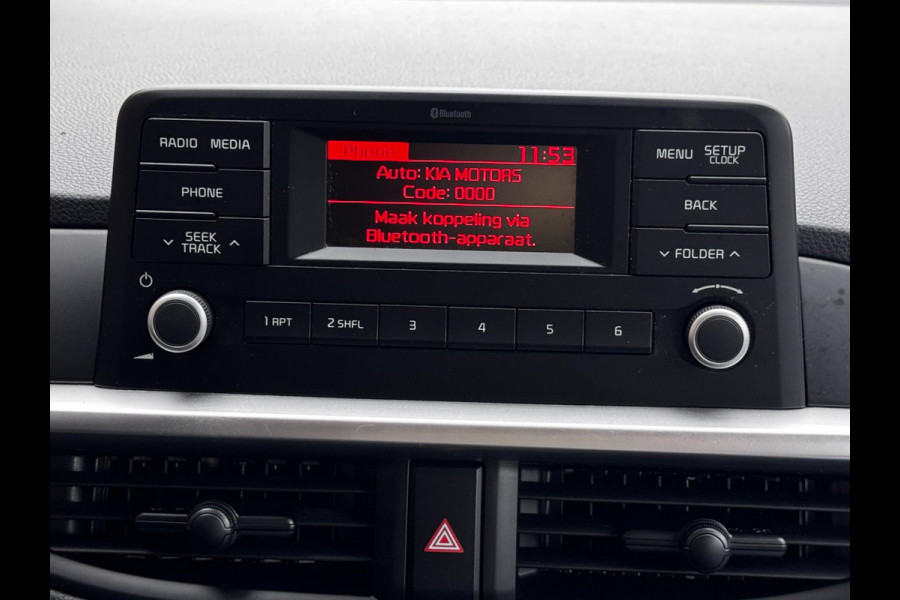 Bluetooth
RADIO MEDIA
PHONE
SEEK
TRACK
Phone 11:53
Auto: KIA MOTORS
Code: 0000
Maak koppeling via
Bluetooth-apparaat.
MENU SETUP
CLOCK
BACK
FOLDER
1 RPT
2 SHFL
3
4
5
6